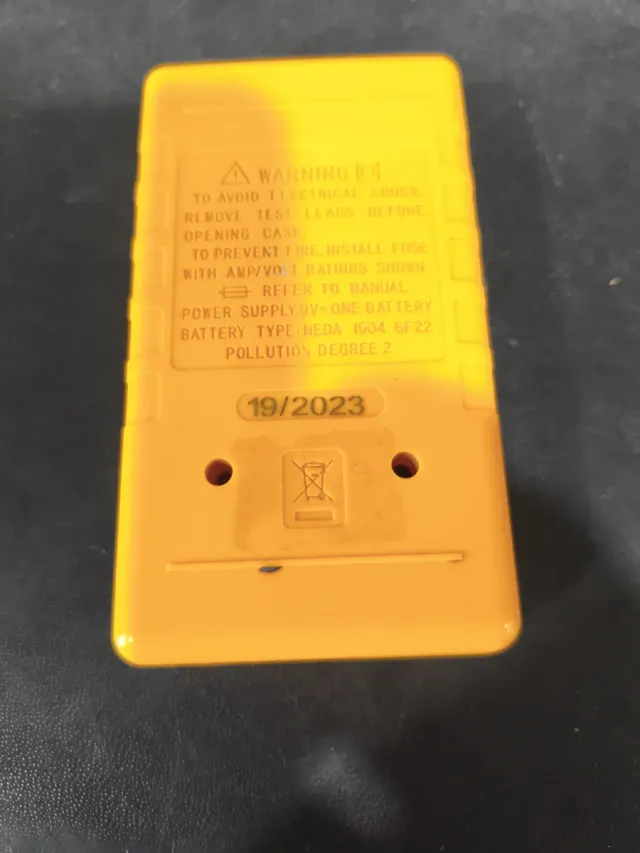 WARNING
TO AVOID ELECTRICAL SHOCK,
REMOVE TEST LEADS BEFORE
OPENING CASE.
TO PREVENT FIRE, INSTALL FUSE
WITH AMP/VOLT RATINGS SHOWN
REFER TO MANUAL
POWER SUPPLY:9V-ONE BATTERY
BATTERY TYPE:NEDA 1604 6F22
POLLUTION DEGREE 2
19/2023